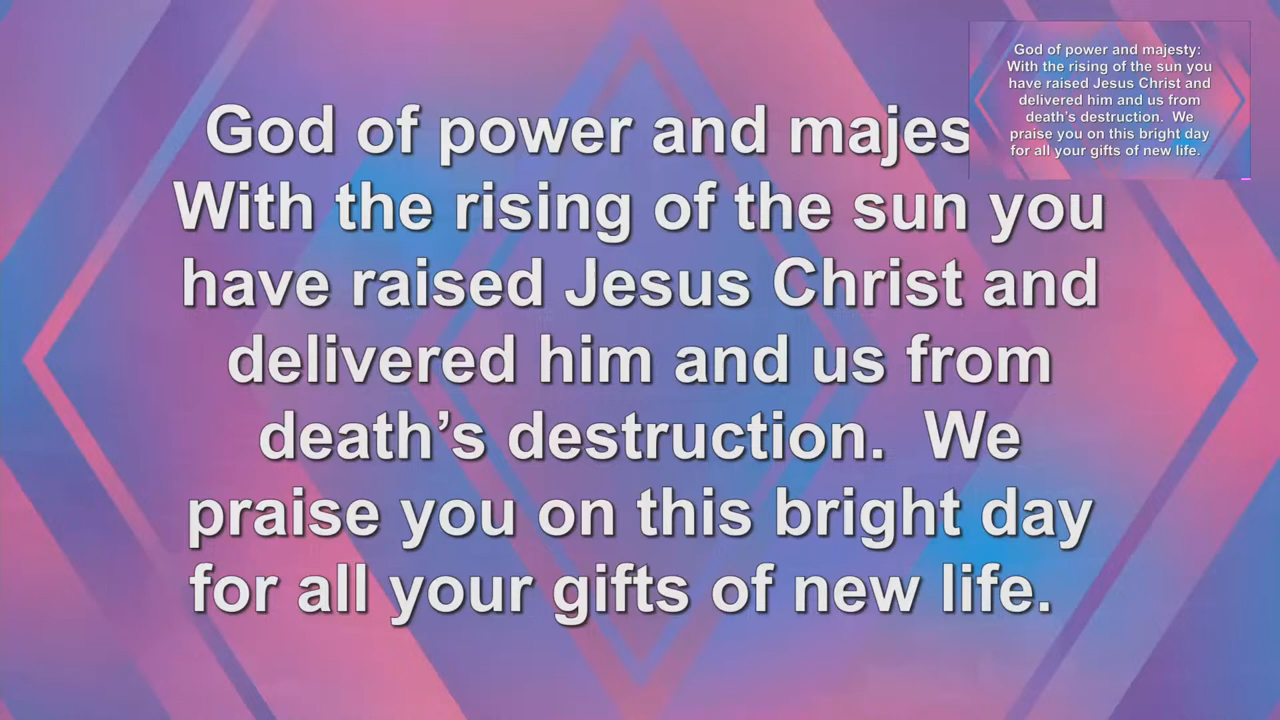 God of power and majes
With the rising of the sun you
have raised Jesus Christ and
delivered him and us from
death’s destruction.  We
praise you on this bright day
for all your gifts of new life.
God of power and majesty:
With the rising of the sun you
have raised Jesus Christ and
delivered him and us from
death's destruction.  We
praise you on this bright day
for all your gifts of new life.